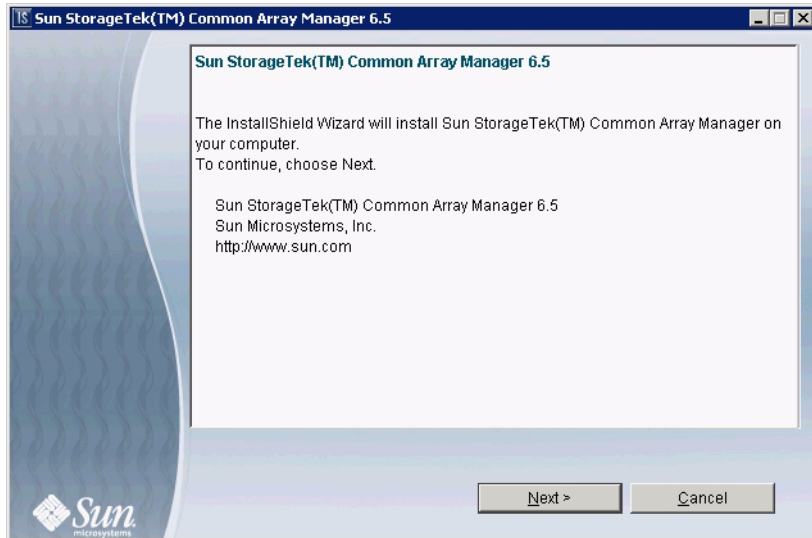 Sun StorageTek(TM) Common Array Manager 6.5
Sun StorageTek(TM) Common Array Manager 6.5
The InstallShield Wizard will install Sun StorageTek(TM) Common Array Manager on
your computer.
To continue, choose Next.
Sun StorageTek(TM) Common Array Manager 6.5
Sun Microsystems, Inc.
http://www.sun.com
Next >
Cancel
Sun
microsystems